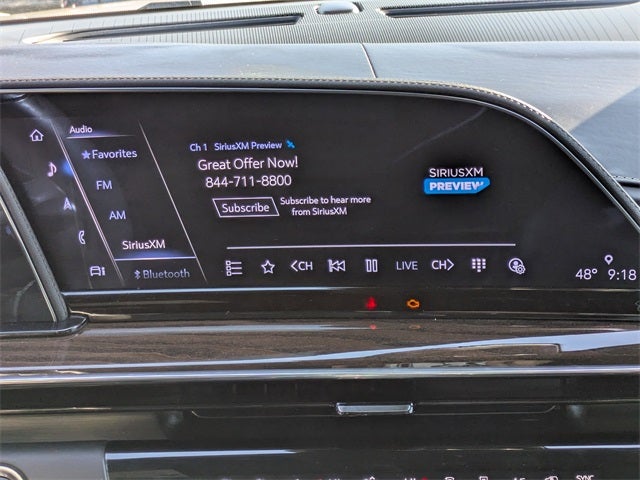 Audio
★Favorites
FM
AM
SiriusXM
Bluetooth
Ch 1 SiriusXM Preview
Great Offer Now!
844-711-8800
Subscribe
Subscribe to hear more
from SiriusXM
SIRIUSXM
PREVIEW
<CH
LIVE
CH>
48° 9:18
SYNC